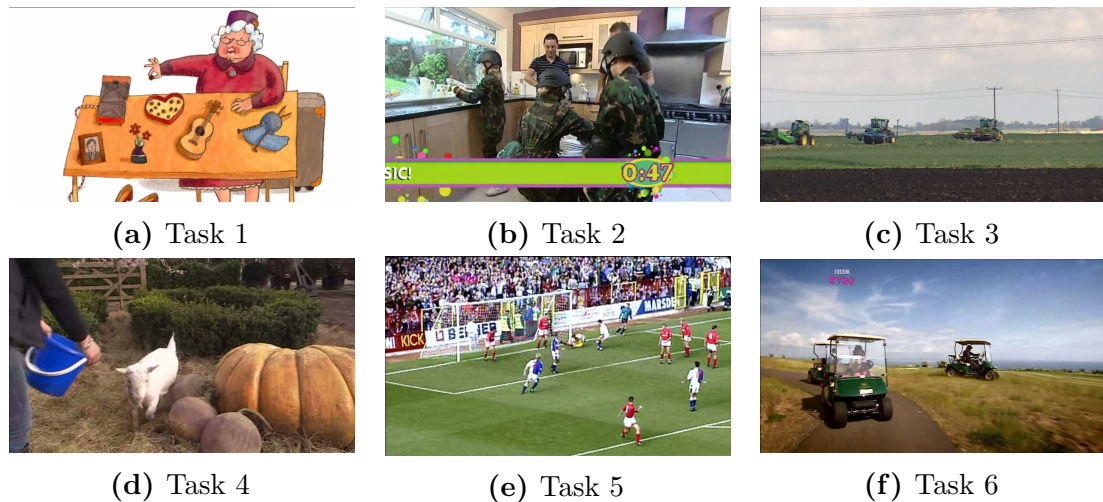 SIC!
0:47
(a) Task 1
(b) Task 2
(c) Task 3
BBC
three
KICK
BERGER
MARSDEN
(d) Task 4
(e) Task 5
(f) Task 6